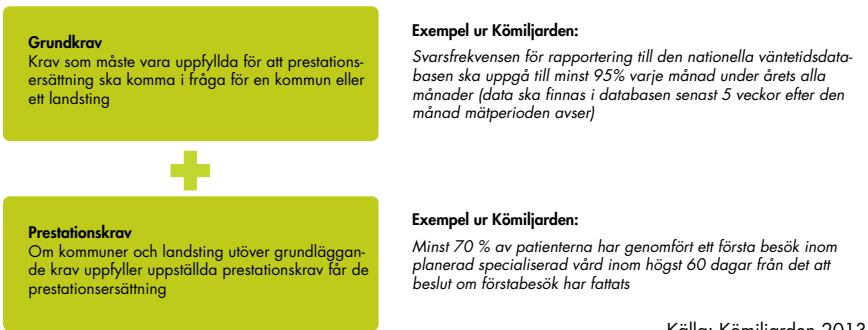 Grundkrav
Krav som måste vara uppfyllda för att prestations-
ersättning ska komma i fråga för en kommun eller
ett landsting
Exempel ur Kömiljarden:
Svarsfrekvensen för rapportering till den nationella väntetidsdata-
basen ska uppgå till minst 95% varje månad under årets alla
månader (data ska finnas i databasen senast 5 veckor efter den
månad mätperioden avser)
Prestationskrav
Om kommuner och landsting utöver grundläggan-
de krav uppfyller uppställda prestationskrav får de
prestationsersättning
Exempel ur Kömiljarden:
Minst 70 % av patienterna har genomfört ett första besök inom
planerad specialiserad vård inom högst 60 dagar från det att
beslut om förstabesök har fattats
Källa: Kömiljarden 2013